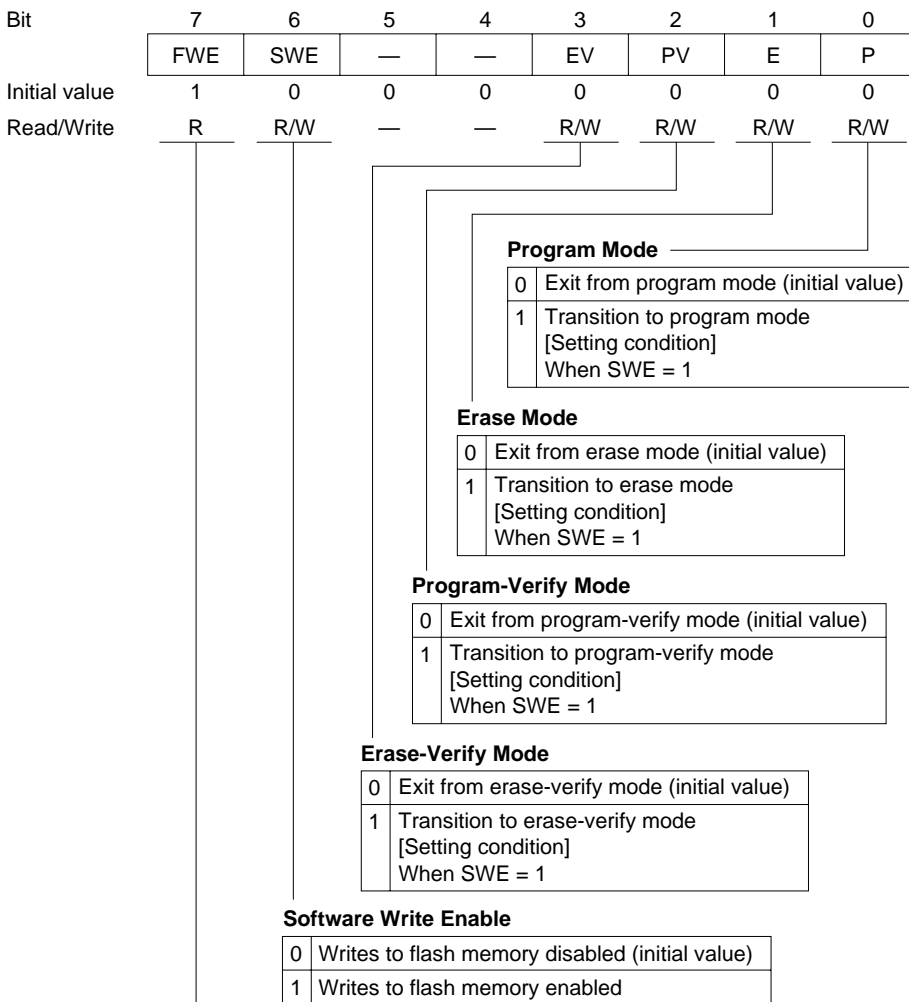 Bit 7 6 5 4 3 2 1 0
FWE SWE — — EV PV E P
Initial value 1 0 0 0 0 0 0 0
Read/Write R R/W — — R/W R/W R/W R/W
Program Mode
0 Exit from program mode (initial value)
1 Transition to program mode
[Setting condition]
When SWE = 1
Erase Mode
0 Exit from erase mode (initial value)
1 Transition to erase mode
[Setting condition]
When SWE = 1
Program-Verify Mode
0 Exit from program-verify mode (initial value)
1 Transition to program-verify mode
[Setting condition]
When SWE = 1
Erase-Verify Mode
0 Exit from erase-verify mode (initial value)
1 Transition to erase-verify mode
[Setting condition]
When SWE = 1
Software Write Enable
0 Writes to flash memory disabled (initial value)
1 Writes to flash memory enabled